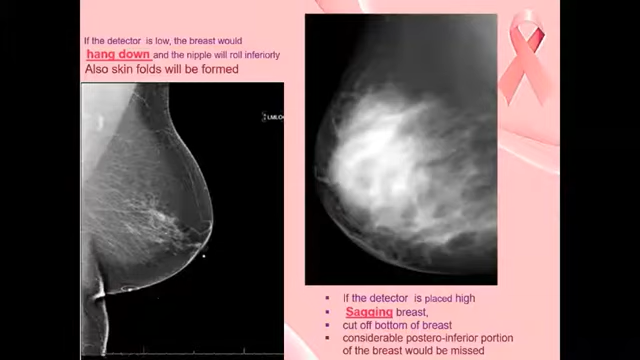 If the detector is low, the breast would
hang down and the nipple will roll inferiorly
Also skin folds will be formed
LMLO
▪ If the detector is placed high
▪ Sagging breast,
▪ cut off bottom of breast
▪ considerable postero-inferior portion
of the breast would be missed